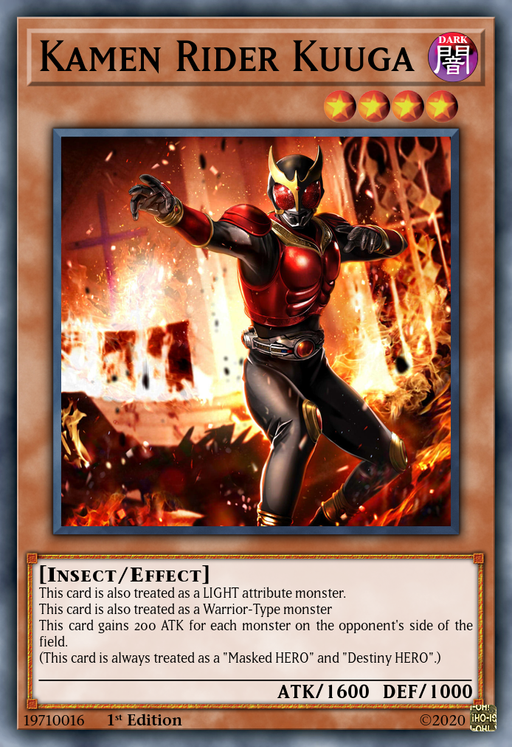 Kamen Rider Kuuga
DARK
闇
[Insect/Effect]
This card is also treated as a LIGHT attribute monster.
This card is also treated as a Warrior-Type monster
This card gains 200 ATK for each monster on the opponent's side of the
field.
(This card is always treated as a "Masked HERO" and "Destiny HERO".)
ATK/1600 DEF/1000
19710016 1st Edition ©2020